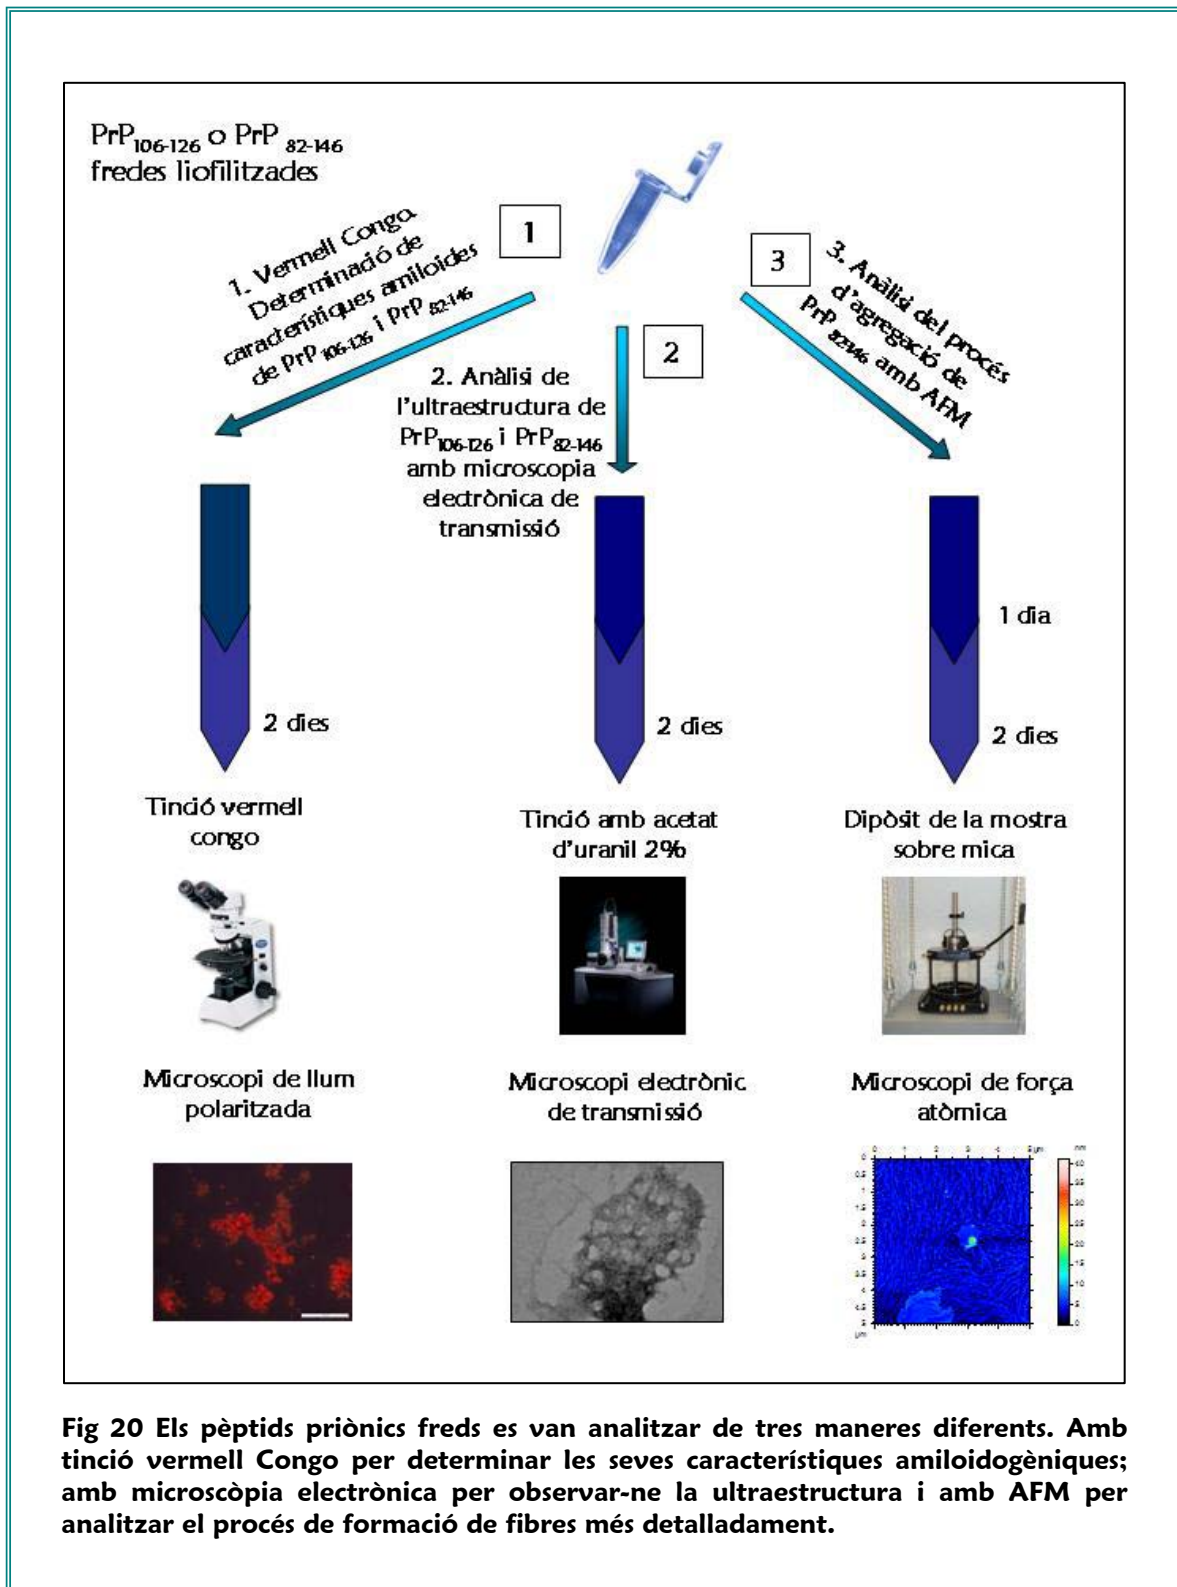 PrP106-126 o PrP 82-146
fredes liofilitzades
1
1. Vermell Congo.
Determinació de
característiques amiloides
de PrP 106-126 i PrP 82-146
2
2. Anàlisi de
l'ultraestructura de
PrP106-126 i PrP82-146
amb microscopia
electrònica de
transmissió
3
3. Anàlisi del procés
d'agregació de
PrP 82-146 amb AFM
2 dies
2 dies
1 dia
2 dies
Tinció vermell
congo
Tinció amb acetat
d'uranil 2%
Dipòsit de la mostra
sobre mica
Microscopi de llum
polaritzada
Microscopi electrònic
de transmissió
Microscopi de força
atòmica
Fig 20 Els pèptids priònics freds es van analitzar de tres maneres diferents. Amb
tinció vermell Congo per determinar les seves característiques amiloidogèniques;
amb microscòpia electrònica per observar-ne la ultraestructura i amb AFM per
analitzar el procés de formació de fibres més detalladament.